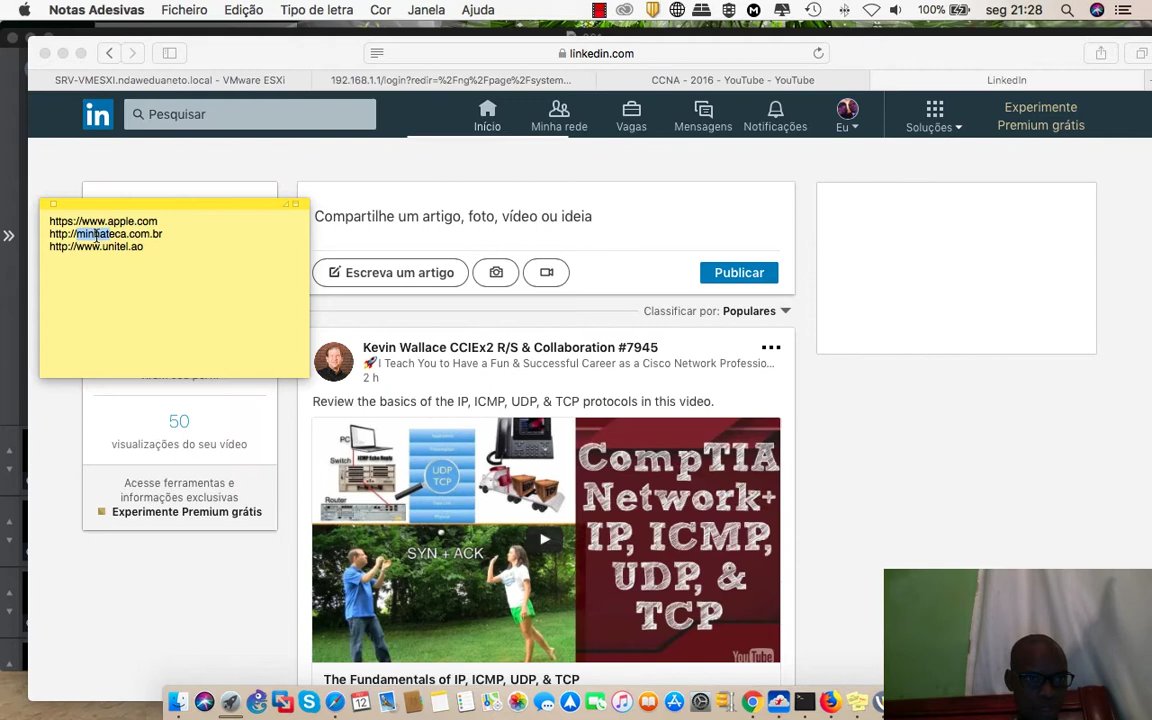 Notas Adesivas Ficheiro Edição Tipo de letra Cor Janela Ajuda 100% seg 21:28
linkedin.com
SRV-VMESXI.ndaweduaneto.local - VMware ESXi 192.168.1.1/login?redir=%2Fng%2Fpage%2Fsystem... CCNA - 2016 - YouTube - YouTube LinkedIn
in Pesquisar Início Minha rede Vagas Mensagens Notificações Eu Soluções Experimente Premium grátis
https://www.apple.com
http://minhateca.com.br
http://www.unitel.ao
Compartilhe um artigo, foto, vídeo ou ideia
Escreva um artigo Publicar
Classificar por: Populares
50
visualizações do seu vídeo
Acesse ferramentas e
informações exclusivas
Experimente Premium grátis
Kevin Wallace CCIEx2 R/S & Collaboration #7945
I Teach You to Have a Fun & Successful Career as a Cisco Network Professio...
2 h
Review the basics of the IP, ICMP, UDP, & TCP protocols in this video.
PC
Switch
Router
UDP
TCP
SYN + ACK
CompTIA
Network+
IP, ICMP,
UDP, &
TCP
YouTube
The Fundamentals of IP, ICMP, UDP, & TCP
12